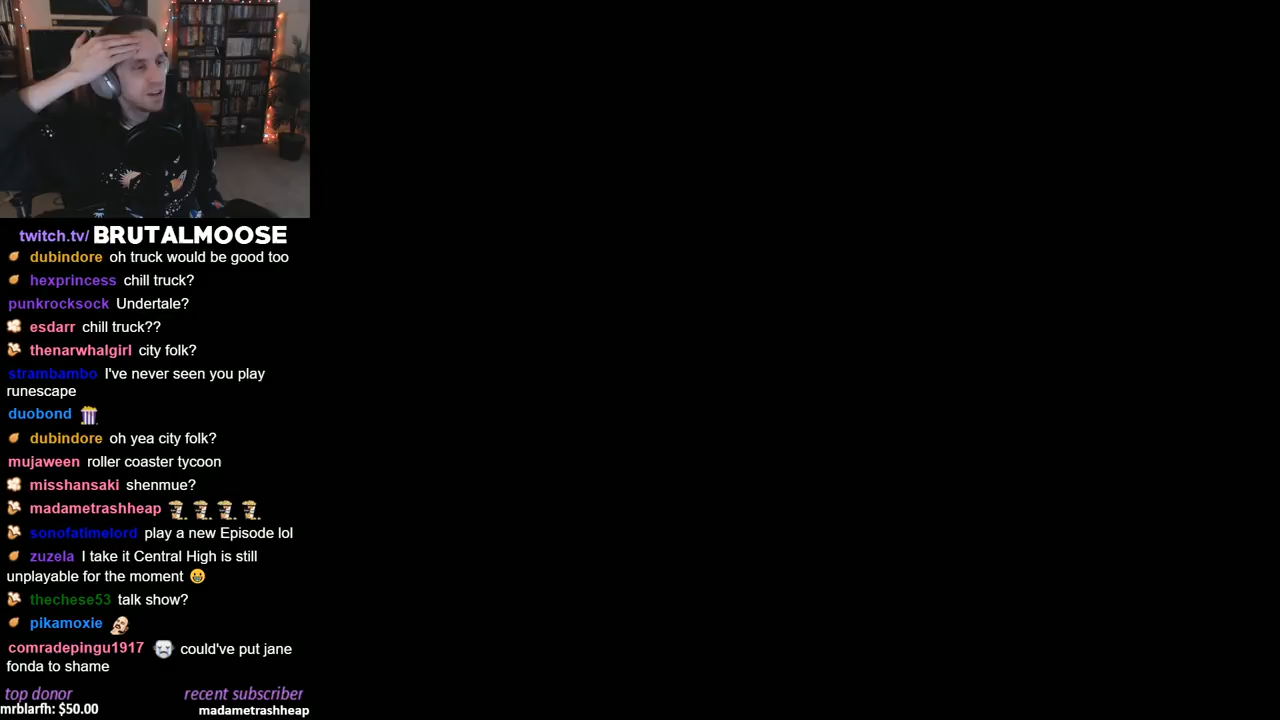 twitch.tv/ BRUTALMOOSE
dubindore oh truck would be good too
hexprincess chill truck?
punkrocksock Undertale?
esdarr chill truck??
thenarwhalgirl city folk?
strambambo I've never seen you play
runescape
duobond
dubindore oh yea city folk?
mujaween roller coaster tycoon
misshansaki shenmue?
madametrashheap
sonofatimelord play a new Episode lol
zuzela I take it Central High is still
unplayable for the moment
thechese53 talk show?
pikamoxie
comradepingu1917 could've put jane
fonda to shame
top donor recent subscriber
mrblarfh: $50.00 madametrashheap